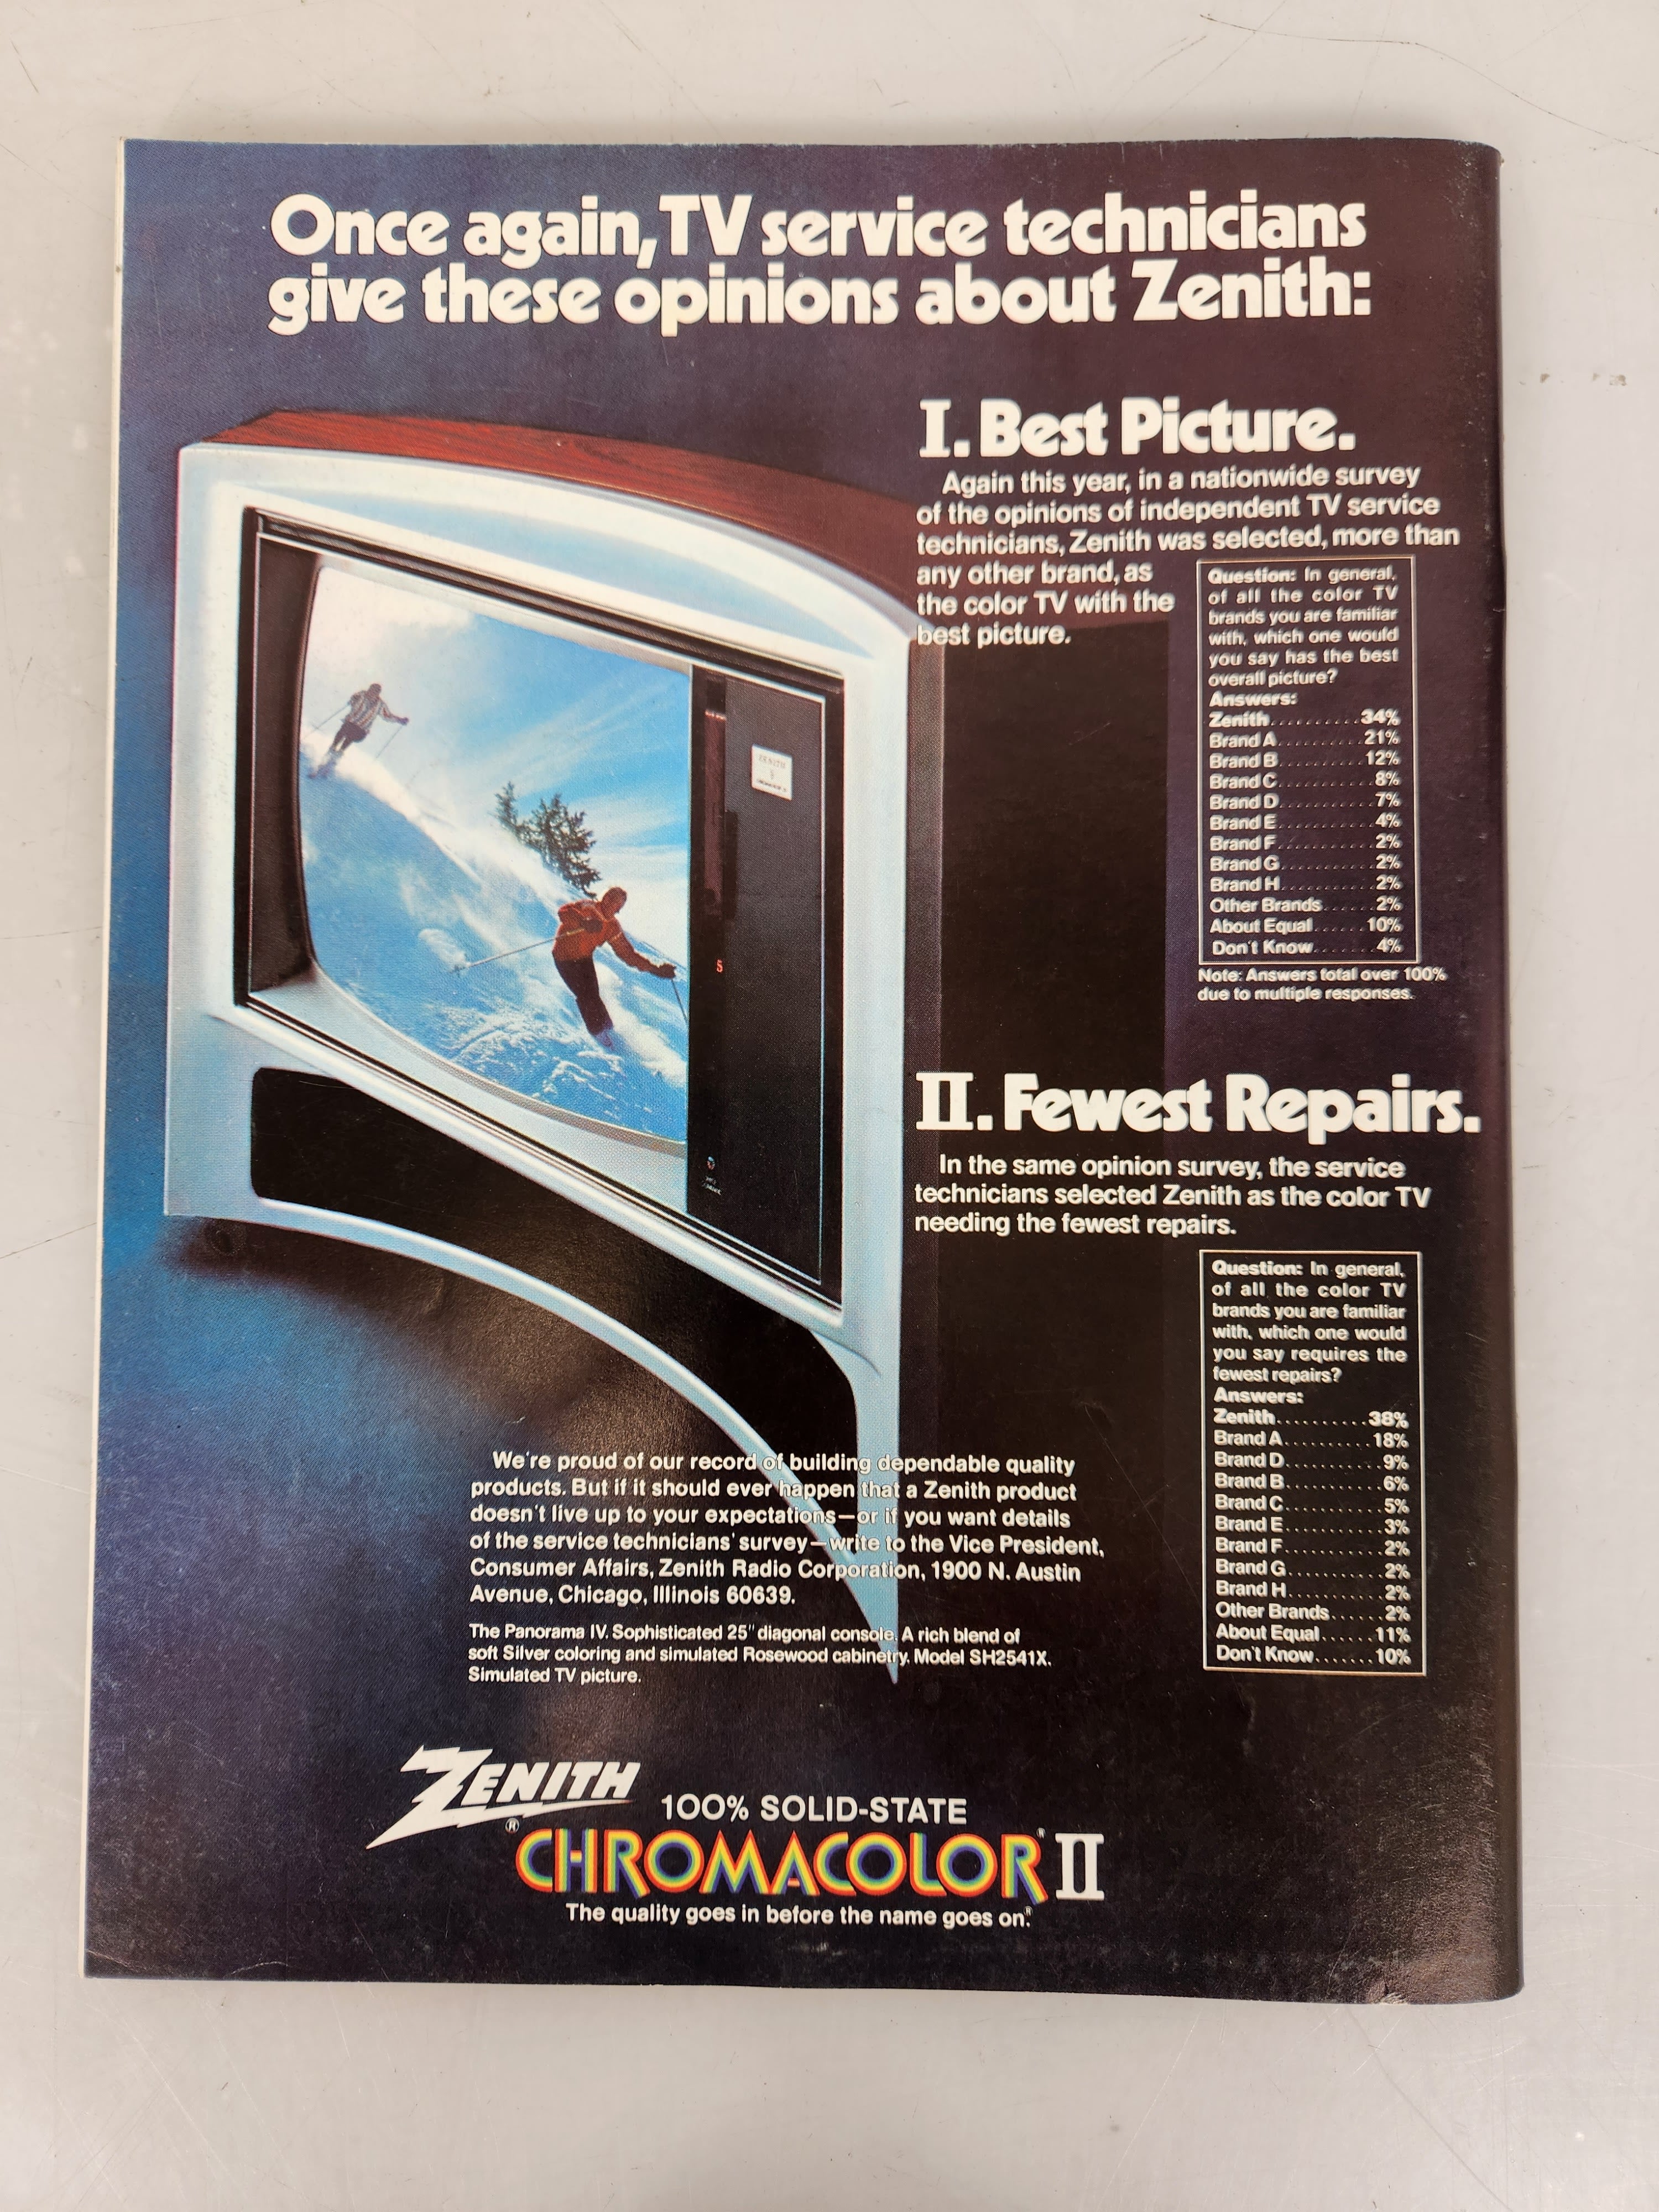 Once again, TV service technicians
give these opinions about Zenith:
I. Best Picture.
Again this year, in a nationwide survey
of the opinions of independent TV service
technicians, Zenith was selected, more than
any other brand, as
the color TV with the
best picture.
Question: In general,
of all the color TV
brands you are familiar
with, which one would
you say has the best
overall picture?
Answers:
Zenith..........34%
Brand A..........21%
Brand B..........12%
Brand C..........8%
Brand D..........7%
Brand E..........4%
Brand F..........2%
Brand G..........2%
Brand H..........2%
Other Brands......2%
About Equal......10%
Don't Know.......4%
Note: Answers total over 100%
due to multiple responses.
ZENITH
5
II. Fewest Repairs.
In the same opinion survey, the service
technicians selected Zenith as the color TV
needing the fewest repairs.
Question: In general,
of all the color TV
brands you are familiar
with, which one would
you say requires the
fewest repairs?
Answers:
Zenith..........38%
Brand A..........18%
Brand D..........9%
Brand B..........6%
Brand C..........5%
Brand E..........3%
Brand F..........2%
Brand G..........2%
Brand H..........2%
Other Brands......2%
About Equal......11%
Don't Know.......10%
We're proud of our record of building dependable quality
products. But if it should ever happen that a Zenith product
doesn't live up to your expectations—or if you want details
of the service technicians' survey—write to the Vice President,
Consumer Affairs, Zenith Radio Corporation, 1900 N. Austin
Avenue, Chicago, Illinois 60639.
The Panorama IV. Sophisticated 25" diagonal console. A rich blend of
soft Silver coloring and simulated Rosewood cabinetry. Model SH2541X.
Simulated TV picture.
ZENITH®
100% SOLID-STATE
CHROMACOLOR® II
The quality goes in before the name goes on.®